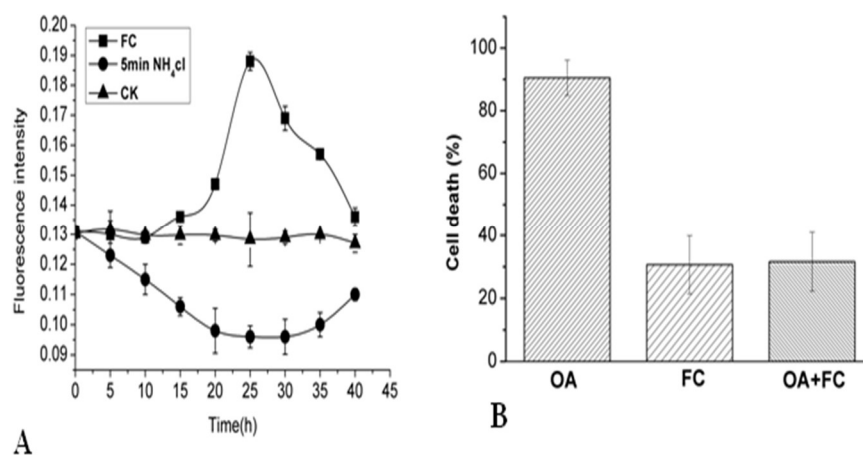 0.20
0.19
0.18
0.17
0.16
0.15
0.14
0.13
0.12
0.11
0.10
0.09
Fluorescence intensity
FC
5min NH4cl
CK
0 5 10 15 20 25 30 35 40 45
Time(h)
A
100
80
60
40
20
0
Cell death (%)
OA FC OA+FC
B